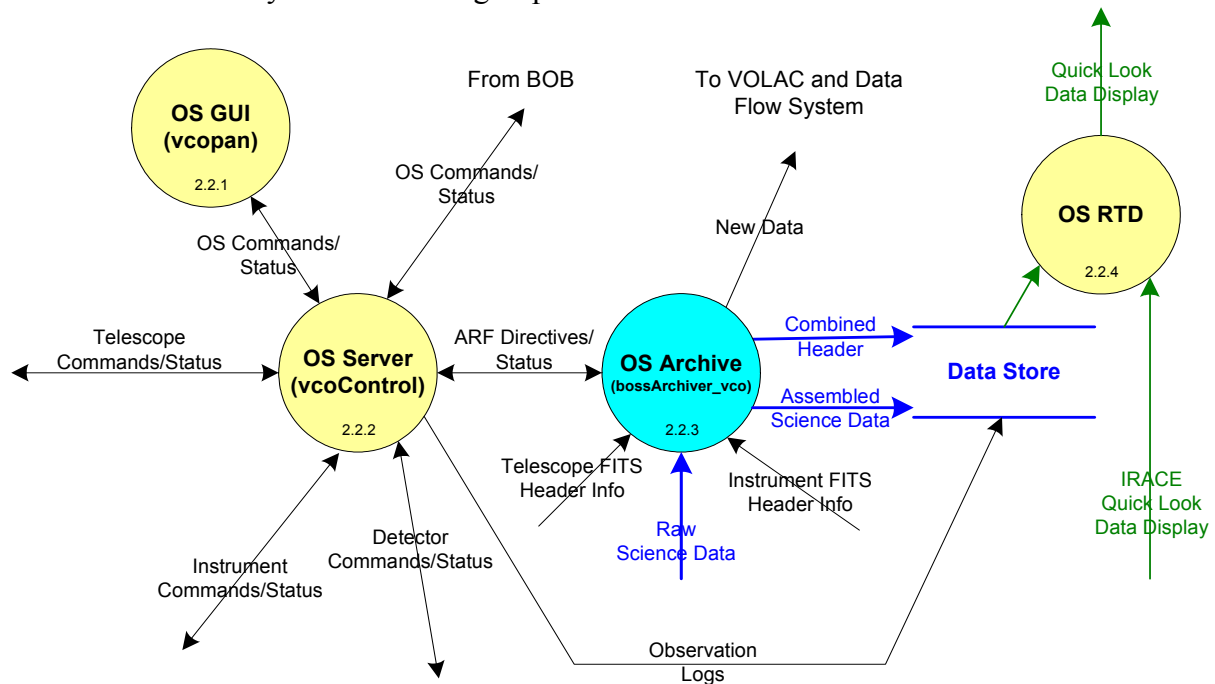 From BOB
To VOLAC and Data
Flow System
Quick Look
Data Display
OS GUI
(vcopan)
2.2.1
OS Commands/
Status
OS Commands/
Status
New Data
OS RTD
2.2.4
Telescope
Commands/Status
OS Server
(vcoControl)
2.2.2
ARF Directives/
Status
OS Archive
(bossArchiver_vco)
2.2.3
Combined
Header
Assembled
Science Data
Data Store
Telescope FITS
Header Info
Instrument FITS
Header Info
Raw
Science Data
IRACE
Quick Look
Data Display
Instrument
Commands/Status
Detector
Commands/Status
Observation
Logs